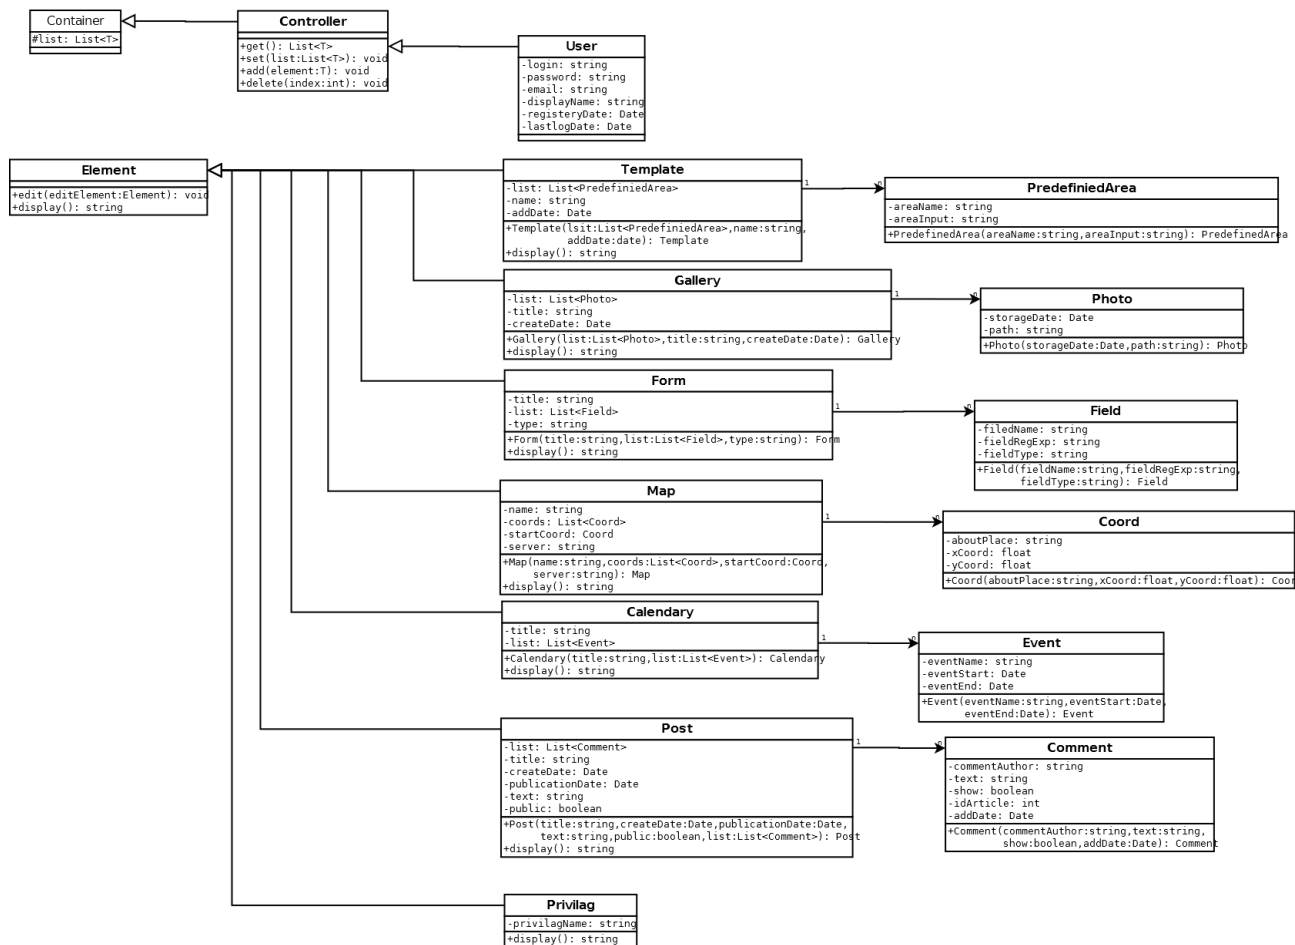 Container
#list: List<T>
Controller
+get(): List<T>
+set(list:List<T>): void
+add(element:T): void
+delete(index:int): void
User
-login: string
-password: string
-email: string
-displayName: string
-registeryDate: Date
-lastlogDate: Date
Element
+edit(editElement:Element): void
+display(): string
Template
-list: List<PredefiniedArea>
-name: string
-addDate: Date
+Template(lsit:List<PredefiniedArea>,name:string,
addDate:date): Template
+display(): string
1
n
PredefiniedArea
-areaName: string
-areaInput: string
+PredefinedArea(areaName:string,areaInput:string): PredefinedArea
Gallery
-list: List<Photo>
-title: string
-createDate: Date
+Gallery(list:List<Photo>,title:string,createDate:Date): Gallery
+display(): string
1
n
Photo
-storageDate: Date
-path: string
+Photo(storageDate:Date,path:string): Photo
Form
-title: string
-list: List<Field>
-type: string
+Form(title:string,list:List<Field>,type:string): Form
+display(): string
1
n
Field
-filedName: string
-fieldRegExp: string
-fieldType: string
+Field(fieldName:string,fieldRegExp:string,
fieldType:string): Field
Map
-name: string
-coords: List<Coord>
-startCoord: Coord
-server: string
+Map(name:string,coords:List<Coord>,startCoord:Coord,
server:string): Map
+display(): string
1
n
Coord
-aboutPlace: string
-xCoord: float
-yCoord: float
+Coord(aboutPlace:string,xCoord:float,yCoord:float): Coor
Calendary
-title: string
-list: List<Event>
+Calendary(title:string,list:List<Event>): Calendary
+display(): string
1
n
Event
-eventName: string
-eventStart: Date
-eventEnd: Date
+Event(eventName:string,eventStart:Date,
eventEnd:Date): Event
Post
-list: List<Comment>
-title: string
-createDate: Date
-publicationDate: Date
-text: string
-public: boolean
+Post(title:string,createDate:Date,publicationDate:Date,
text:string,public:boolean,list:List<Comment>): Post
+display(): string
1
n
Comment
-commentAuthor: string
-text: string
-show: boolean
-idArticle: int
-addDate: Date
+Comment(commentAuthor:string,text:string,
show:boolean,addDate:Date): Comment
Privilag
-privilagName: string
+display(): string